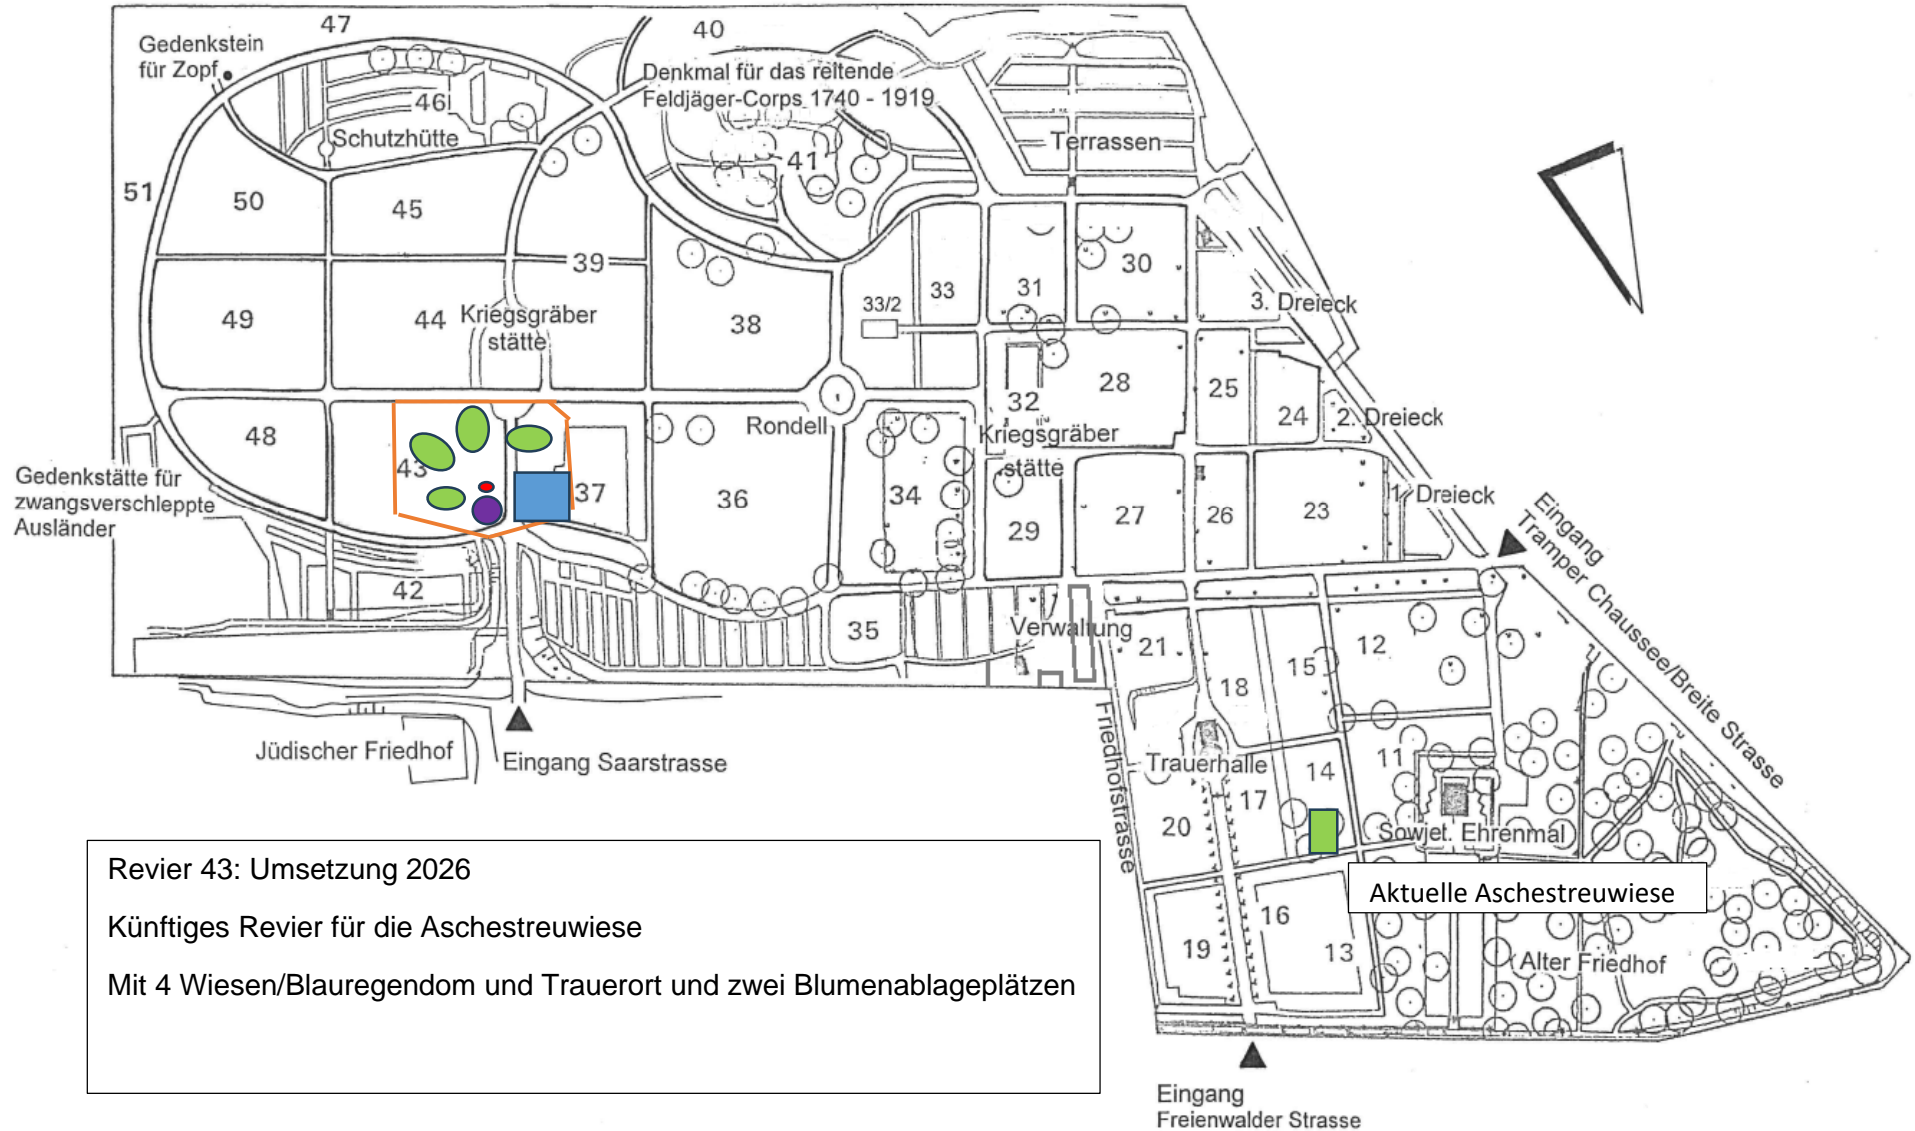 47
40
Gedenkstein
für Zopf
Denkmal für das reitende
Feldjäger-Corps 1740 - 1919
46
Schutzhütte
41
Terrassen
51
50
45
39
49
44
Kriegsgräber
stätte
38
33/2
33
31
30
3. Dreieck
28
25
24
2. Dreieck
32
Kriegsgräber
stätte
Rondell
48
43
37
36
34
29
27
26
23
1. Dreieck
Gedenkstätte für
zwangsverschleppte
Ausländer
Eingang
Tramper Chaussee/Breite Strasse
42
35
Verwaltung
21
18
15
12
Jüdischer Friedhof
Eingang Saarstrasse
Friedhofstrasse
Trauerhalle
14
11
17
20
Sowjet. Ehrenmal
Aktuelle Aschestreuwiese
16
19
13
Alter Friedhof
Revier 43: Umsetzung 2026
Künftiges Revier für die Aschestreuwiese
Mit 4 Wiesen/Blauregendom und Trauerort und zwei Blumenablageplätzen
Eingang
Freienwalder Strasse